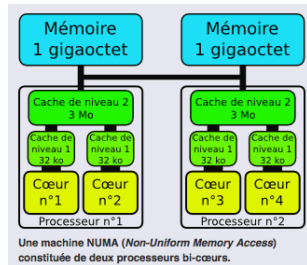 Mémoire
1 gigaoctet
Mémoire
1 gigaoctet
Cache de niveau 2
3 Mo
Cache de niveau 2
3 Mo
Cache de
niveau 1
32 ko
Cache de
niveau 1
32 ko
Cache de
niveau 1
32 ko
Cache de
niveau 1
32 ko
Cœur
n°1
Cœur
n°2
Cœur
n°3
Cœur
n°4
Processeur n°1
Processeur n°2
Une machine NUMA (Non-Uniform Memory Access)
constituée de deux processeurs bi-cœurs.